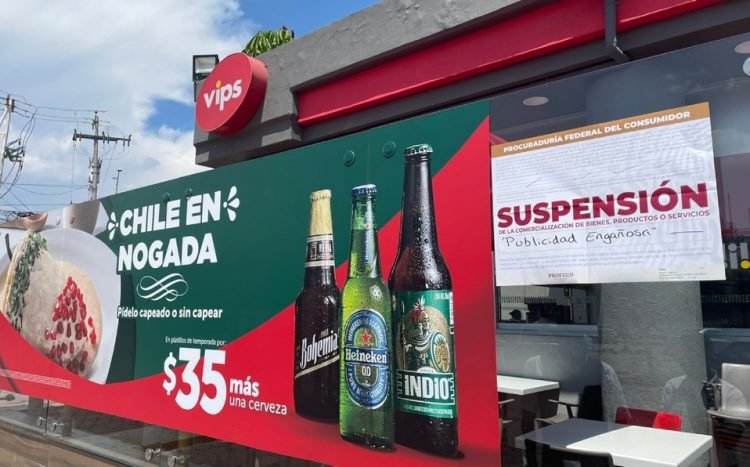 vips
CHILE EN
NOGADA
Pídelo capeado o sin capear
En platillos de temporada por:
$35 más
una cerveza
Bohemia
Heineken
0.0
INDIO
PROCURADURÍA FEDERAL DEL CONSUMIDOR
SUSPENSIÓN
DE LA COMERCIALIZACIÓN DE BIENES, PRODUCTOS O SERVICIOS
"Publicidad Engañosa"
PROFECO